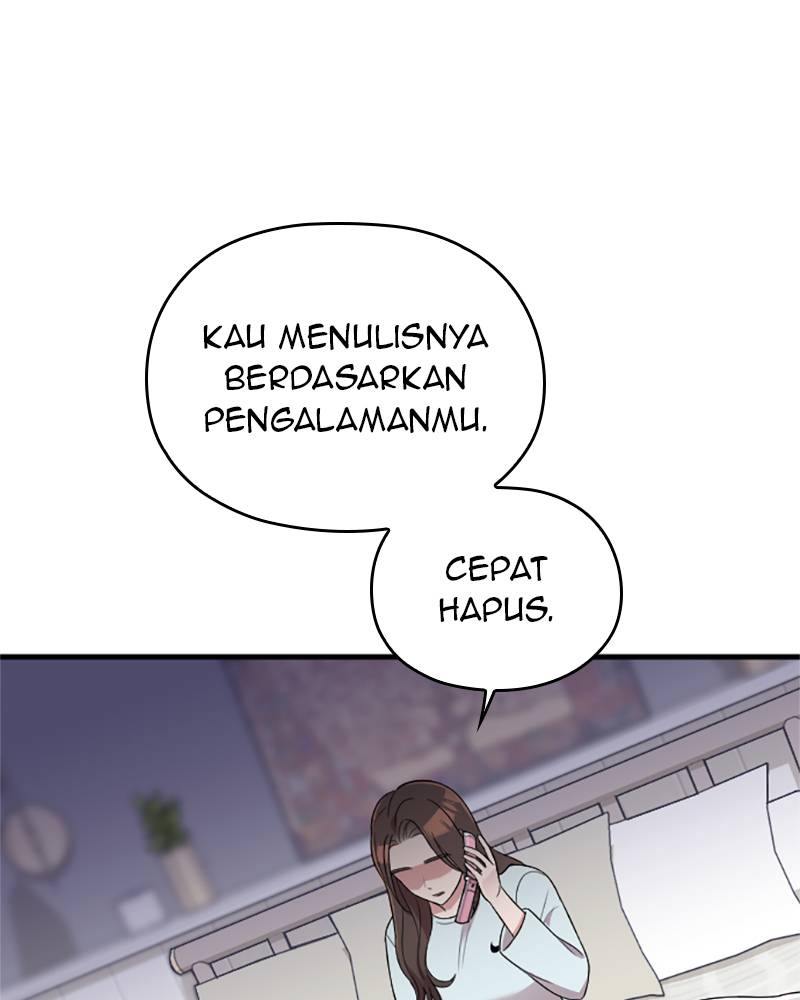 KAU MENULISNYA
BERDASARKAN
PENGALAMANMU.
CEPAT
HAPUS.